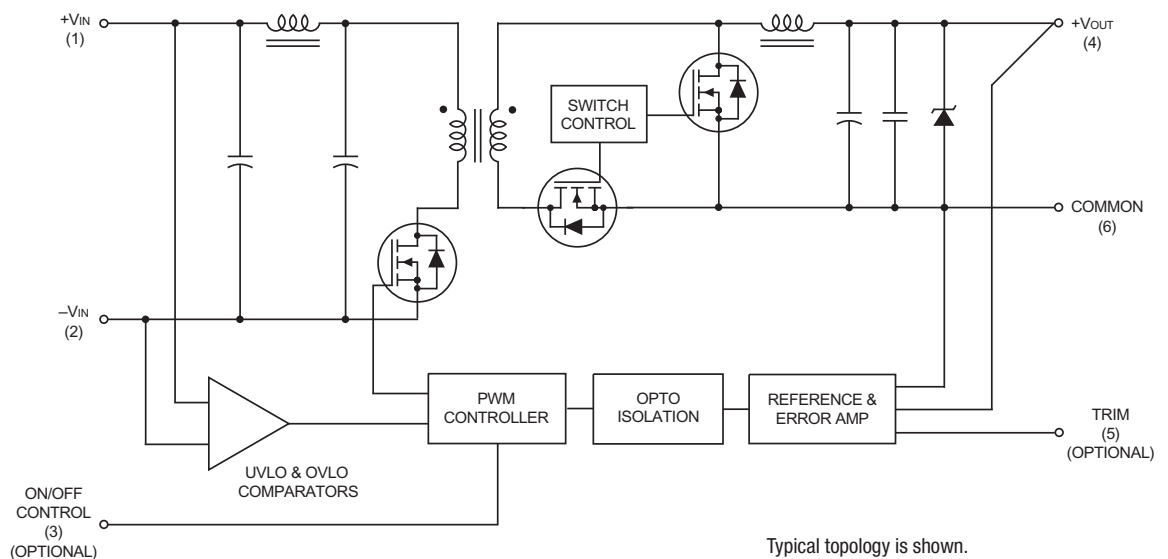 +VIN
(1)
+VOUT
(4)
SWITCH
CONTROL
COMMON
(6)
–VIN
(2)
PWM
CONTROLLER
OPTO
ISOLATION
REFERENCE &
ERROR AMP
TRIM
(5)
(OPTIONAL)
UVLO & OVLO
COMPARATORS
ON/OFF
CONTROL
(3)
(OPTIONAL)
Typical topology is shown.